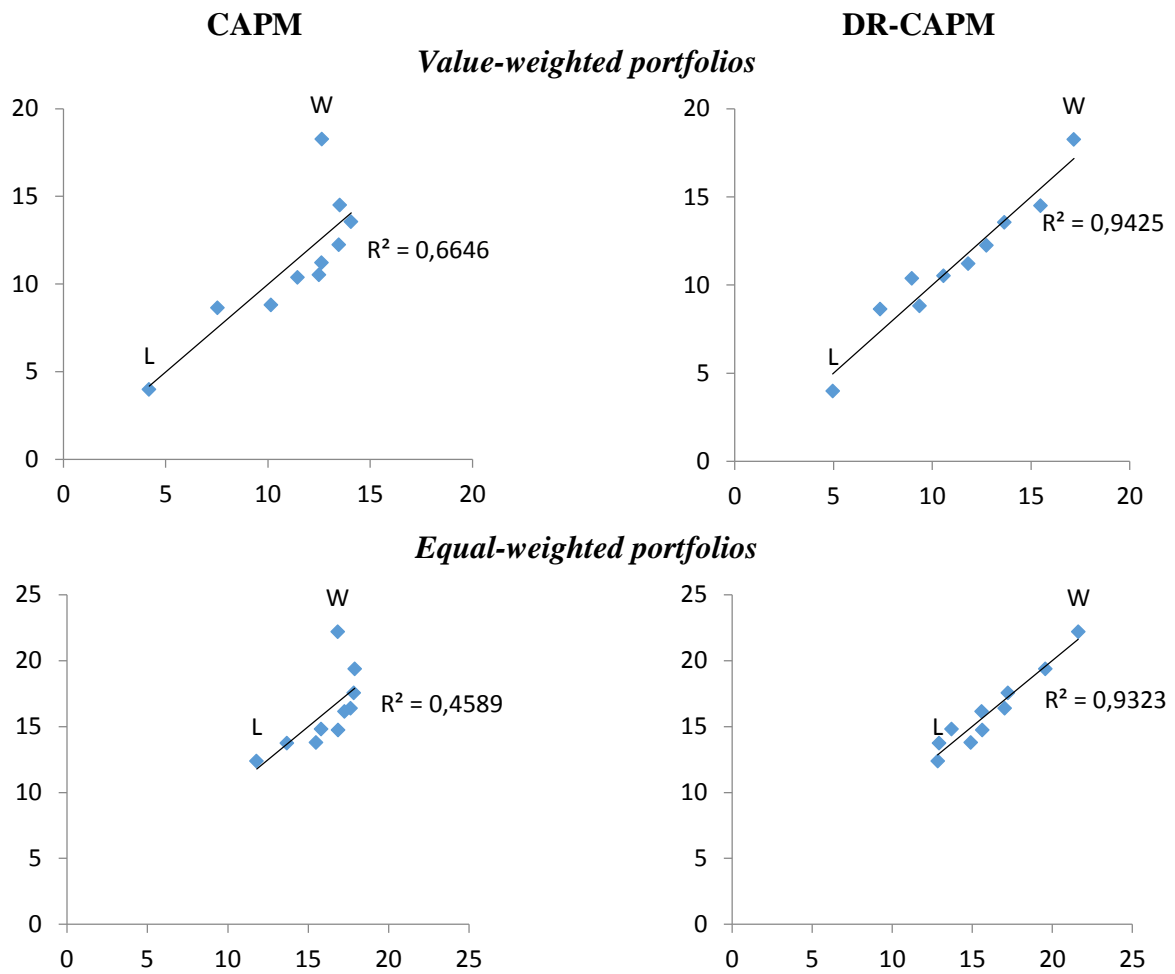 CAPM DR-CAPM
Value-weighted portfolios
W
20
15
10
5
0
R² = 0,6646
L
0 5 10 15 20
W
20
15
10
5
0
R² = 0,9425
L
0 5 10 15 20
Equal-weighted portfolios
W
25
20
15
10
5
0
R² = 0,4589
L
0 5 10 15 20 25
W
25
20
15
10
5
0
R² = 0,9323
L
0 5 10 15 20 25